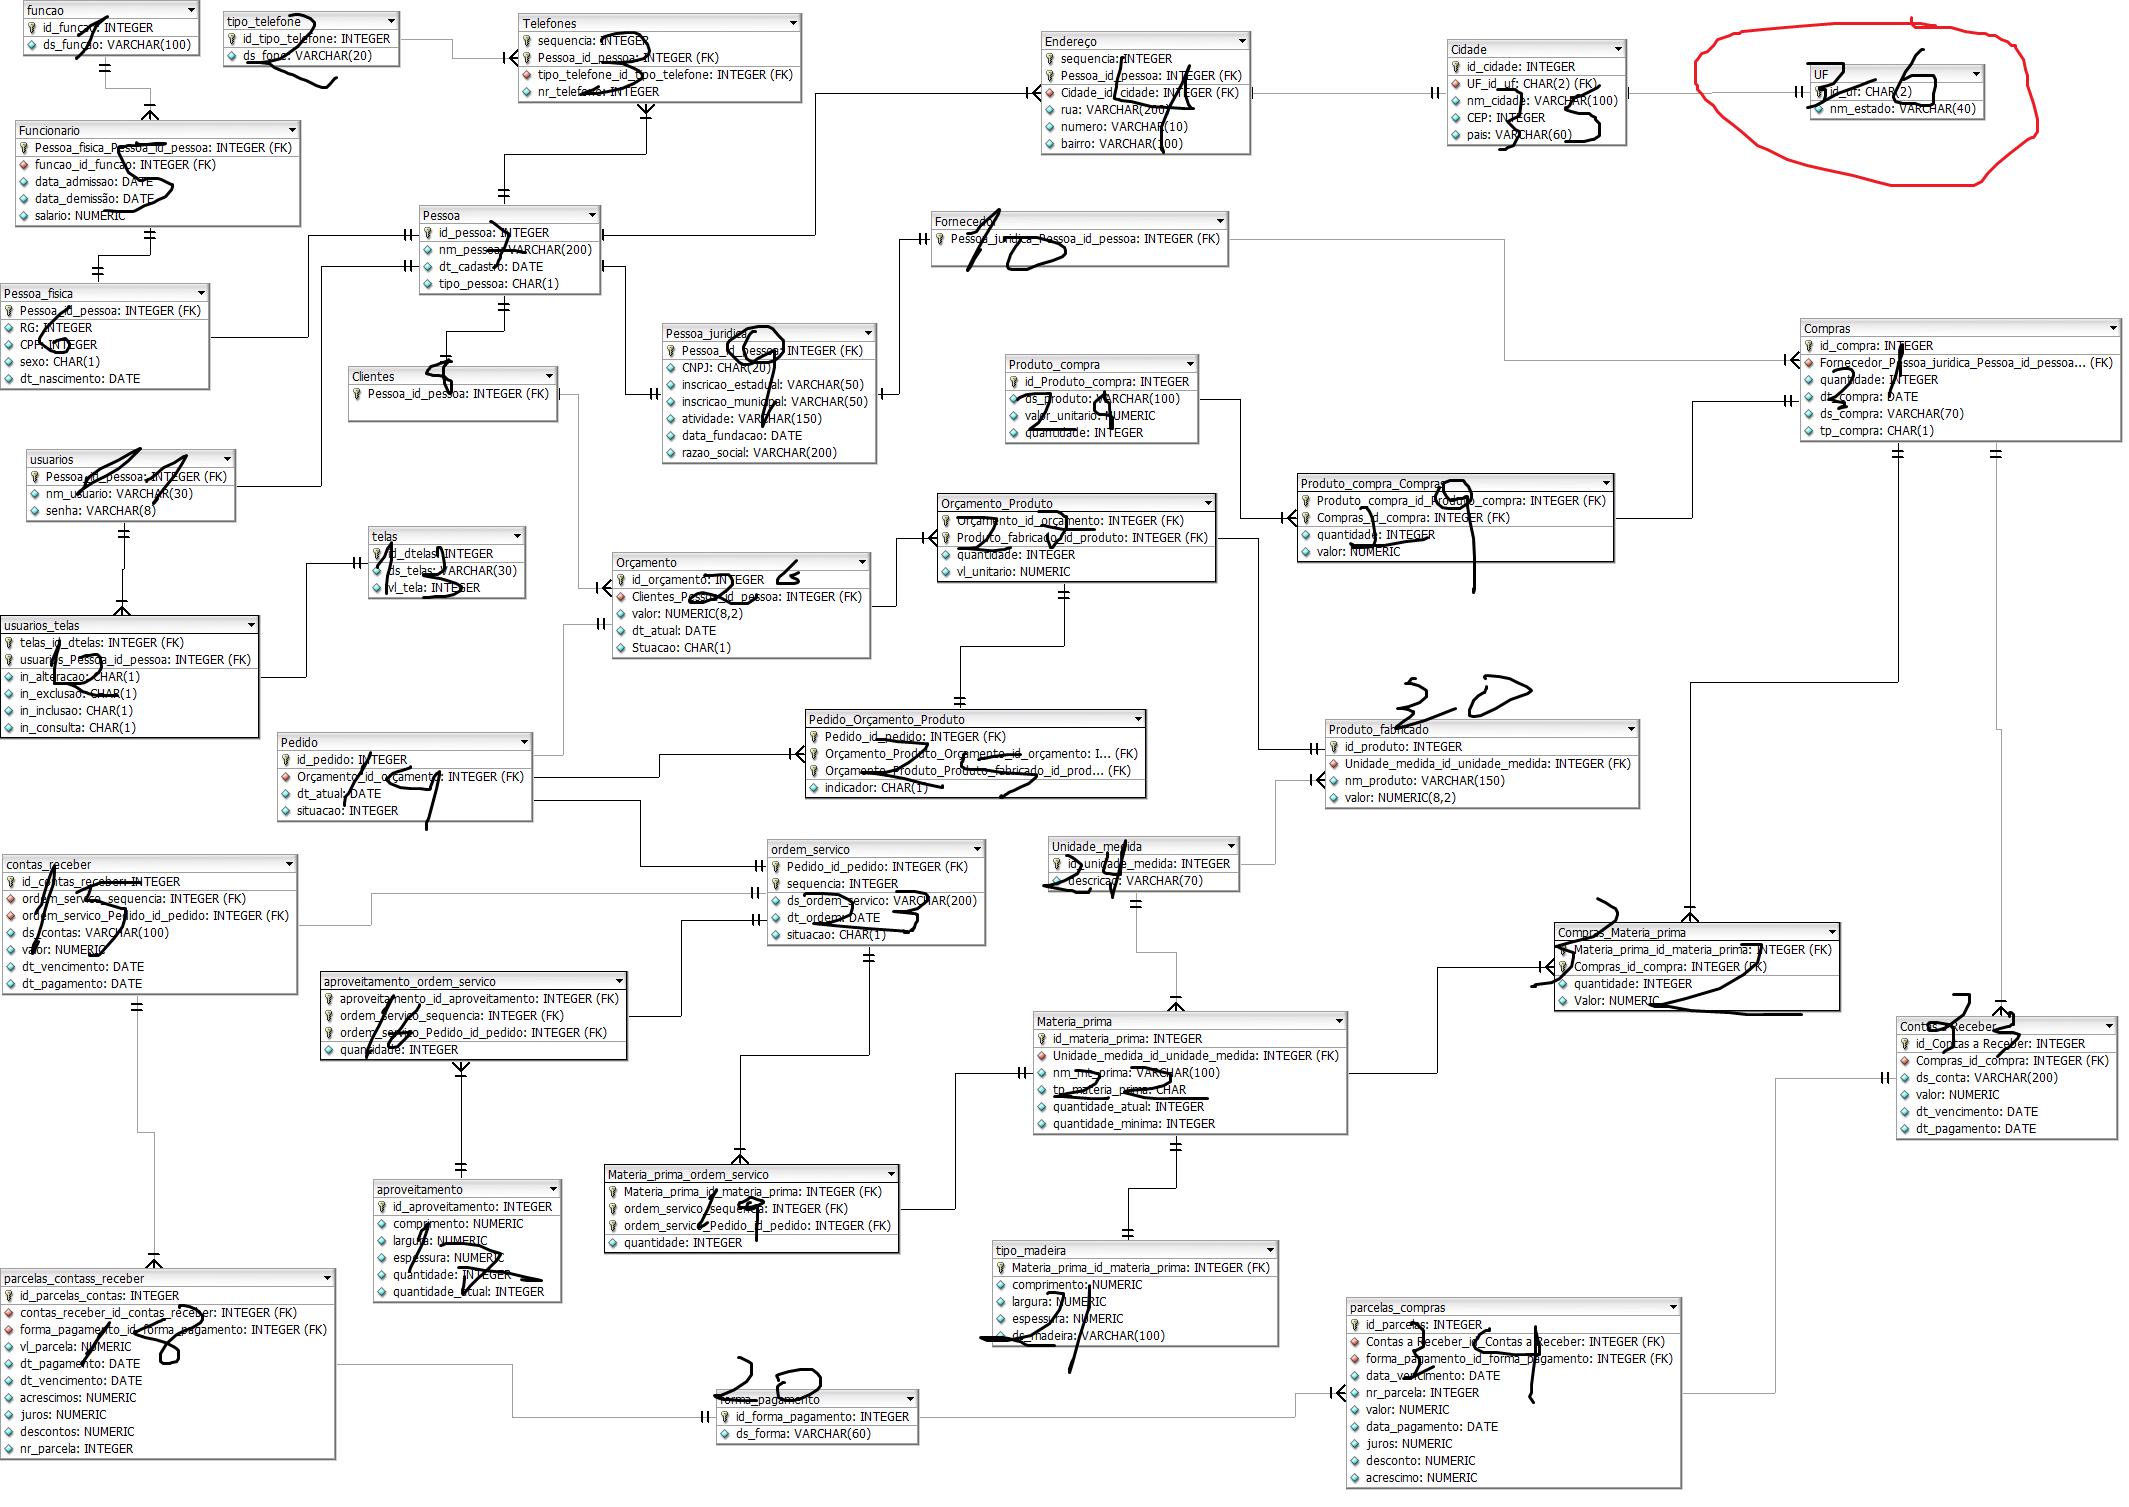 funcao
id_funcao: INTEGER
ds_funcao: VARCHAR(100)
1
tipo_telefone
id_tipo_telefone: INTEGER
ds_fone: VARCHAR(20)
2
Telefones
sequencia: INTEGER
Pessoa_id_pessoa: INTEGER (FK)
tipo_telefone_id_tipo_telefone: INTEGER (FK)
nr_telefone: INTEGER
3
Endereço
sequencia: INTEGER
Pessoa_id_pessoa: INTEGER (FK)
Cidade_id_cidade: INTEGER (FK)
rua: VARCHAR(200)
numero: VARCHAR(10)
bairro: VARCHAR(100)
4
Cidade
id_cidade: INTEGER
UF_id_uf: CHAR(2) (FK)
nm_cidade: VARCHAR(100)
CEP: INTEGER
pais: VARCHAR(60)
35
UF
id_uf: CHAR(2)
nm_estado: VARCHAR(40)
36
Funcionario
Pessoa_fisica_Pessoa_id_pessoa: INTEGER (FK)
funcao_id_funcao: INTEGER (FK)
data_admissao: DATE
data_demissão: DATE
salario: NUMERIC
5
Pessoa
id_pessoa: INTEGER
nm_pessoa: VARCHAR(200)
dt_cadastro: DATE
tipo_pessoa: CHAR(1)
7
Fornecedor
Pessoa_juridica_Pessoa_id_pessoa: INTEGER (FK)
10
Pessoa_fisica
Pessoa_id_pessoa: INTEGER (FK)
RG: INTEGER
CPF: INTEGER
sexo: CHAR(1)
dt_nascimento: DATE
6
Clientes
Pessoa_id_pessoa: INTEGER (FK)
8
Pessoa_juridica
Pessoa_id_pessoa: INTEGER (FK)
CNPJ: CHAR(20)
inscricao_estadual: VARCHAR(50)
inscricao_municipal: VARCHAR(50)
atividade: VARCHAR(150)
data_fundacao: DATE
razao_social: VARCHAR(200)
9
Produto_compra
id_Produto_compra: INTEGER
ds_produto: VARCHAR(100)
valor_unitario: NUMERIC
quantidade: INTEGER
29
Compras
id_compra: INTEGER
Fornecedor_Pessoa_juridica_Pessoa_id_pessoa... (FK)
quantidade: INTEGER
dt_compra: DATE
ds_compra: VARCHAR(70)
tp_compra: CHAR(1)
31
usuarios
Pessoa_id_pessoa: INTEGER (FK)
nm_usuario: VARCHAR(30)
senha: VARCHAR(8)
11
telas
id_dtelas: INTEGER
ds_telas: VARCHAR(30)
vl_tela: INTEGER
13
Orçamento_Produto
Orçamento_id_orçamento: INTEGER (FK)
Produto_fabricado_id_produto: INTEGER (FK)
quantidade: INTEGER
vl_unitario: NUMERIC
Produto_compra_Compras
Produto_compra_id_Produto_compra: INTEGER (FK)
Compras_id_compra: INTEGER (FK)
quantidade: INTEGER
valor: NUMERIC
Orçamento
id_orçamento: INTEGER
Clientes_Pessoa_id_pessoa: INTEGER (FK)
valor: NUMERIC(8,2)
dt_atual: DATE
Stuacao: CHAR(1)
26
usuarios_telas
telas_id_dtelas: INTEGER (FK)
usuarios_Pessoa_id_pessoa: INTEGER (FK)
in_alteracao: CHAR(1)
in_exclusao: CHAR(1)
in_inclusao: CHAR(1)
in_consulta: CHAR(1)
12
Pedido
id_pedido: INTEGER
Orçamento_id_orçamento: INTEGER (FK)
dt_atual: DATE
situacao: INTEGER
14
Pedido_Orçamento_Produto
Pedido_id_pedido: INTEGER (FK)
Orçamento_Produto_Orçamento_id_orçamento: I... (FK)
Orçamento_Produto_Produto_fabricado_id_prod... (FK)
indicador: CHAR(1)
25
30
Produto_fabricado
id_produto: INTEGER
Unidade_medida_id_unidade_medida: INTEGER (FK)
nm_produto: VARCHAR(150)
valor: NUMERIC(8,2)
contas_receber
id_contas_receber: INTEGER
ordem_servico_sequencia: INTEGER (FK)
ordem_servico_Pedido_id_pedido: INTEGER (FK)
ds_contas: VARCHAR(100)
valor: NUMERIC
dt_vencimento: DATE
dt_pagamento: DATE
15
ordem_servico
Pedido_id_pedido: INTEGER (FK)
sequencia: INTEGER
ds_ordem_servico: VARCHAR(200)
dt_ordem: DATE
situacao: CHAR(1)
23
Unidade_medida
id_unidade_medida: INTEGER
descricao: VARCHAR(70)
24
Compras_Materia_prima
Materia_prima_id_materia_prima: INTEGER (FK)
Compras_id_compra: INTEGER (FK)
quantidade: INTEGER
Valor: NUMERIC
32
aproveitamento_ordem_servico
aproveitamento_id_aproveitamento: INTEGER (FK)
ordem_servico_sequencia: INTEGER (FK)
ordem_servico_Pedido_id_pedido: INTEGER (FK)
quantidade: INTEGER
16
Materia_prima
id_materia_prima: INTEGER
Unidade_medida_id_unidade_medida: INTEGER (FK)
nm_mt_prima: VARCHAR(100)
tp_materia_prima: CHAR
quantidade_atual: INTEGER
quantidade_minima: INTEGER
22
Contas a Receber
id_Contas a Receber: INTEGER
Compras_id_compra: INTEGER (FK)
ds_conta: VARCHAR(200)
valor: NUMERIC
dt_vencimento: DATE
dt_pagamento: DATE
33
aproveitamento
id_aproveitamento: INTEGER
comprimento: NUMERIC
largura: NUMERIC
espessura: NUMERIC
quantidade: INTEGER
quantidade_atual: INTEGER
17
Materia_prima_ordem_servico
Materia_prima_id_materia_prima: INTEGER (FK)
ordem_servico_sequencia: INTEGER (FK)
ordem_servico_Pedido_id_pedido: INTEGER (FK)
quantidade: INTEGER
19
tipo_madeira
Materia_prima_id_materia_prima: INTEGER (FK)
comprimento: NUMERIC
largura: NUMERIC
espessura: NUMERIC
ds_madeira: VARCHAR(100)
21
parcelas_contass_receber
id_parcelas_contas: INTEGER
contas_receber_id_contas_receber: INTEGER (FK)
forma_pagamento_id_forma_pagamento: INTEGER (FK)
vl_parcela: NUMERIC
dt_pagamento: DATE
dt_vencimento: DATE
acrescimos: NUMERIC
juros: NUMERIC
descontos: NUMERIC
nr_parcela: INTEGER
18
20
forma_pagamento
id_forma_pagamento: INTEGER
ds_forma: VARCHAR(60)
parcelas_compras
id_parcelas: INTEGER
Contas a Receber_id_Contas a Receber: INTEGER (FK)
forma_pagamento_id_forma_pagamento: INTEGER (FK)
data_vencimento: DATE
nr_parcela: INTEGER
valor: NUMERIC
data_pagamento: DATE
juros: NUMERIC
desconto: NUMERIC
acrescimo: NUMERIC
34